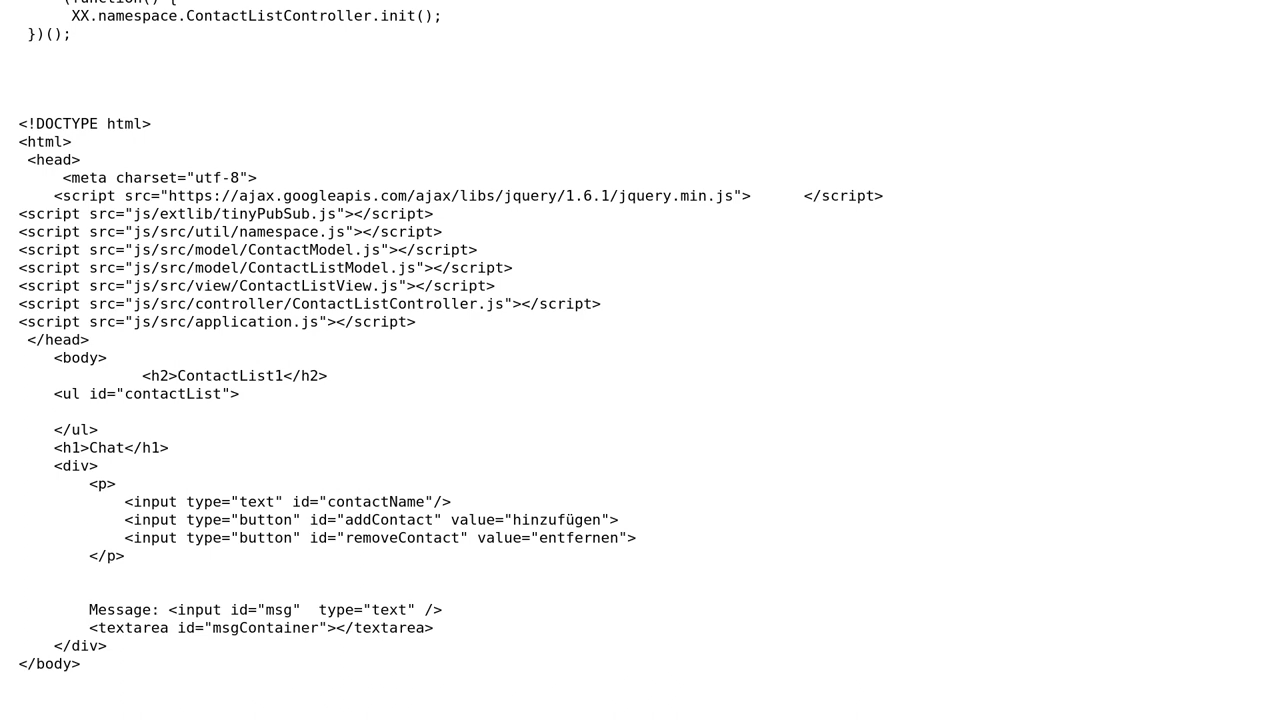 (function() {
XX.namespace.ContactListController.init();
})();
<!DOCTYPE html>
<html>
<head>
<meta charset="utf-8">
<script src="https://ajax.googleapis.com/ajax/libs/jquery/1.6.1/jquery.min.js">      </script>
<script src="js/extlib/tinyPubSub.js"></script>
<script src="js/src/util/namespace.js"></script>
<script src="js/src/model/ContactModel.js"></script>
<script src="js/src/model/ContactListModel.js"></script>
<script src="js/src/view/ContactListView.js"></script>
<script src="js/src/controller/ContactListController.js"></script>
<script src="js/src/application.js"></script>
</head>
<body>
<h2>ContactList1</h2>
<ul id="contactList">
</ul>
<h1>Chat</h1>
<div>
<p>
<input type="text" id="contactName"/>
<input type="button" id="addContact" value="hinzufügen">
<input type="button" id="removeContact" value="entfernen">
</p>
Message: <input id="msg"  type="text" />
<textarea id="msgContainer"></textarea>
</div>
</body>